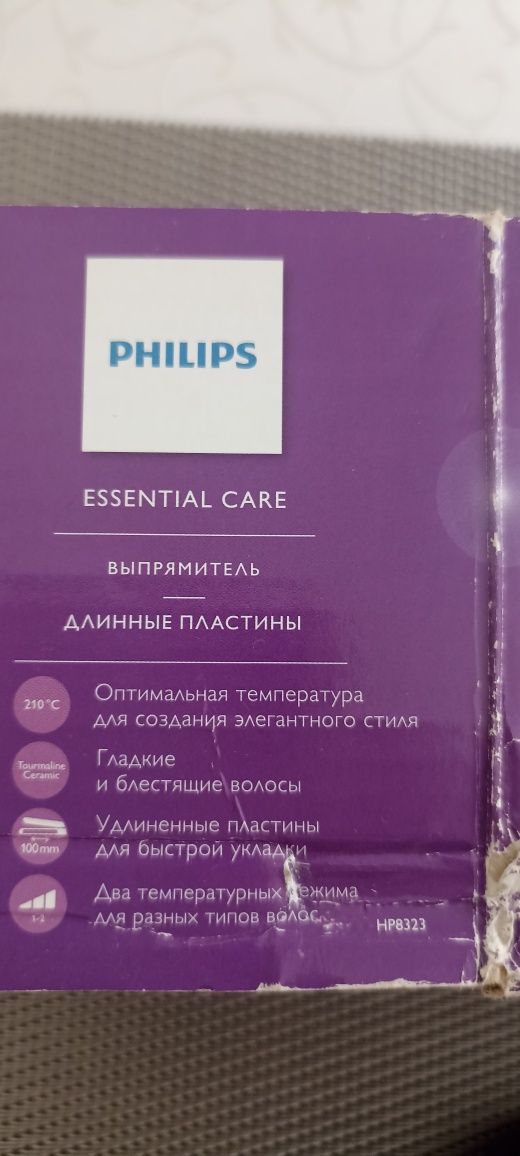 PHILIPS
ESSENTIAL CARE
ВЫПРЯМИТЕЛЬ
ДЛИННЫЕ ПЛАСТИНЫ
210°C
Оптимальная температура
для создания элегантного стиля
Tourmaline
Ceramic
Гладкие
и блестящие волосы
100mm
Удлиненные пластины
для быстрой укладки
1-2
Два температурных режима
для разных типов волос
HP8323